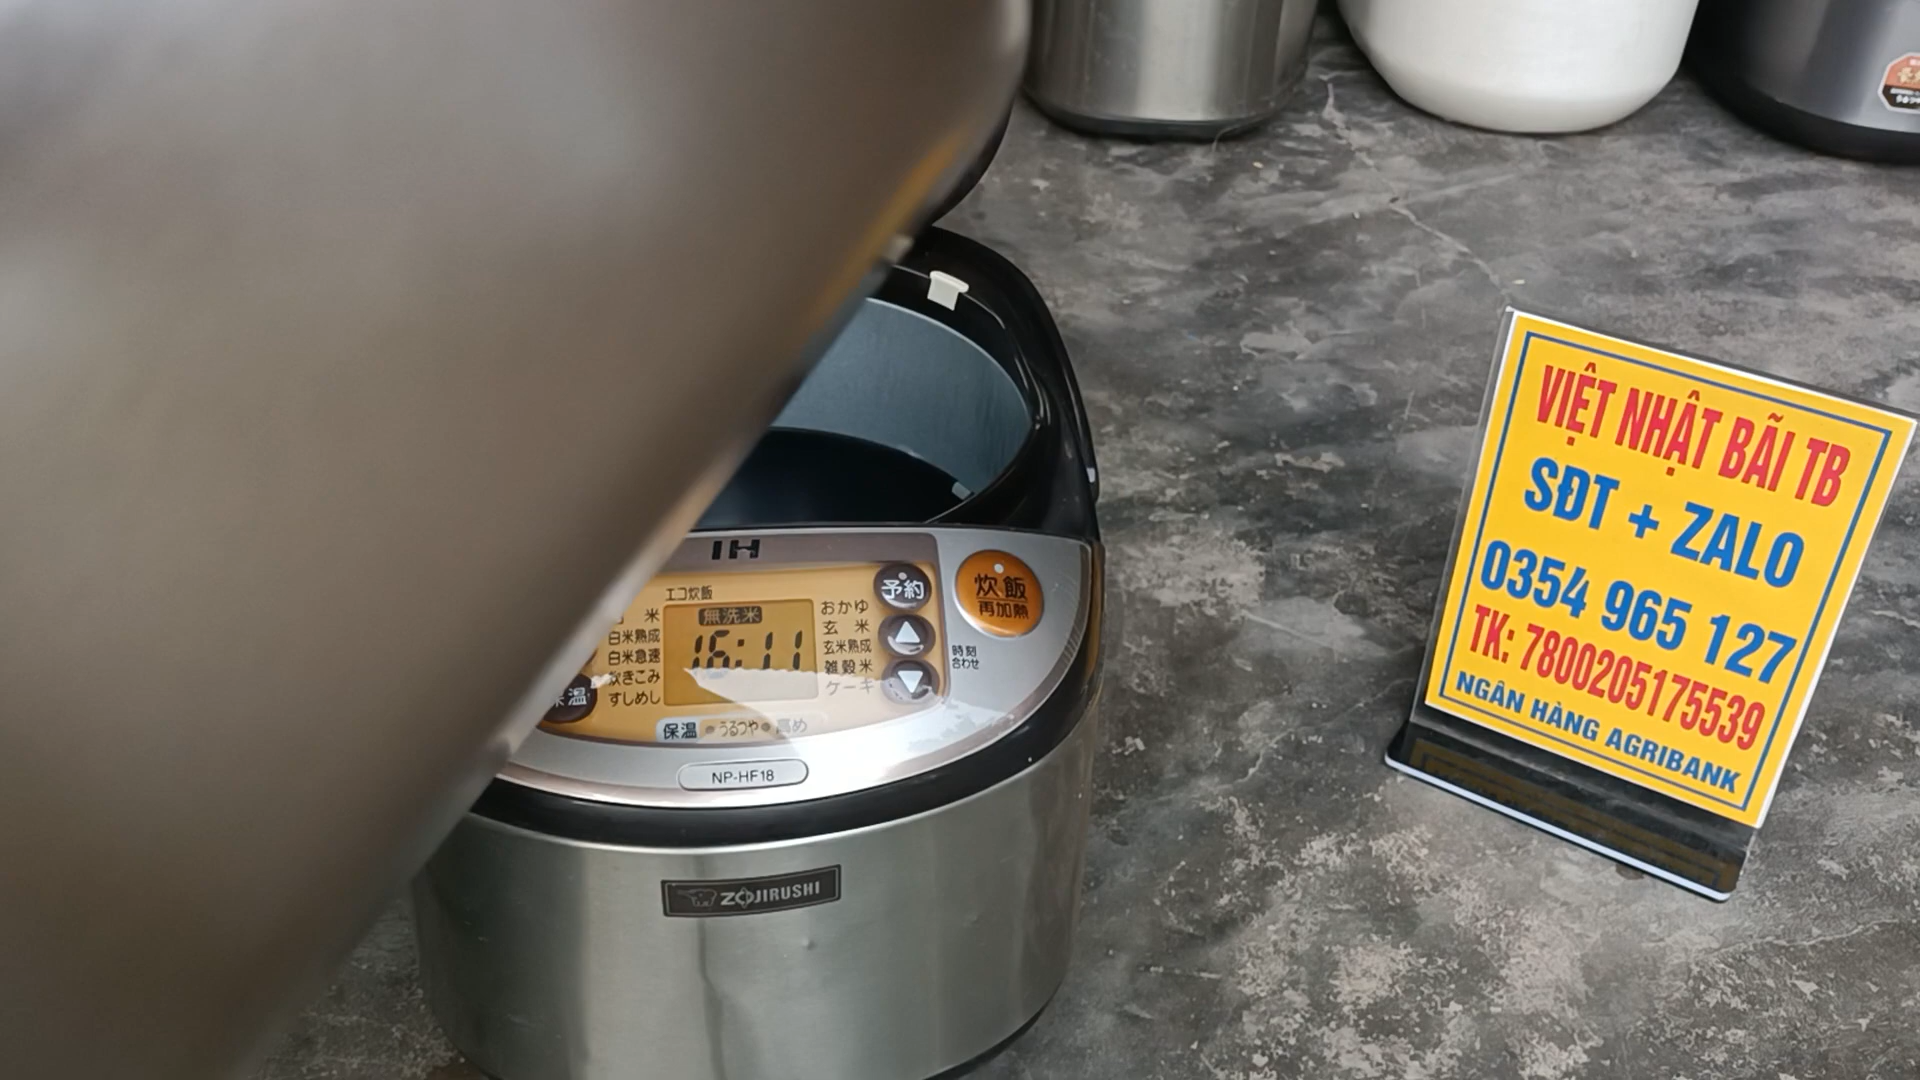 IH
エコ炊飯
米
白米熟成
白米急速
炊きこみ
すしめし
無洗米
16:11
おかゆ
玄米
玄米熟成
雑穀米
ケーキ
予約
炊飯
再加熱
時刻
合わせ
保温 うるつや 高め
NP-HF18
ZOJIRUSHI
VIỆT NHẬT BÃI TB
SĐT + ZALO
0354 965 127
TK: 7800205175539
NGÂN HÀNG AGRIBANK